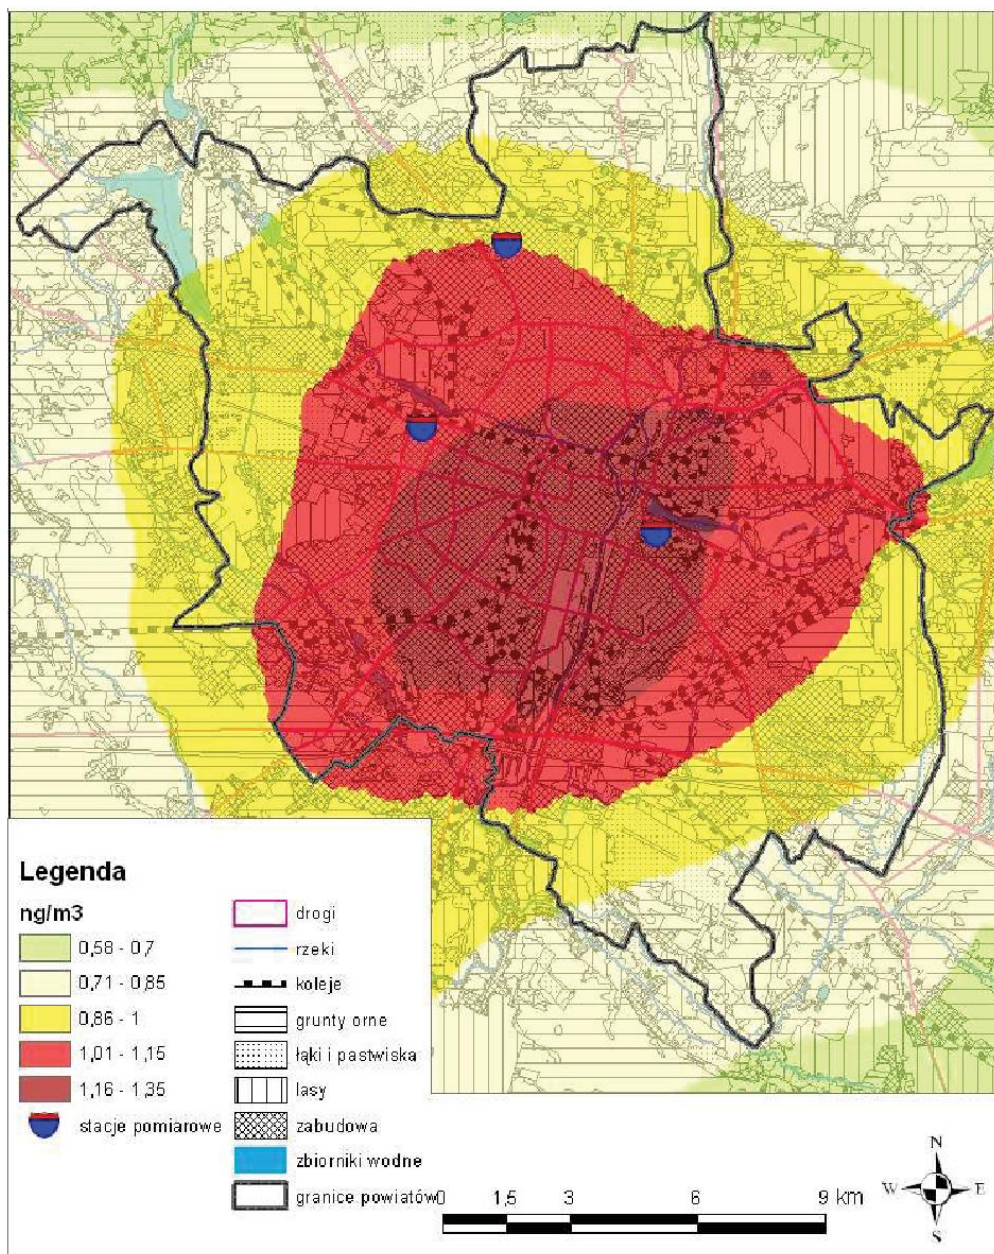 Legenda
ng/m3
0,58 - 0,7
0,71 - 0,85
0,86 - 1
1,01 - 1,15
1,16 - 1,35
stacje pomiarowe
drogi
rzeki
koleje
grunty orne
łąki i pastwiska
lasy
zabudowa
zbiorniki wodne
granice powiatów
0 1,5 3 6 9 km
N
W E
S